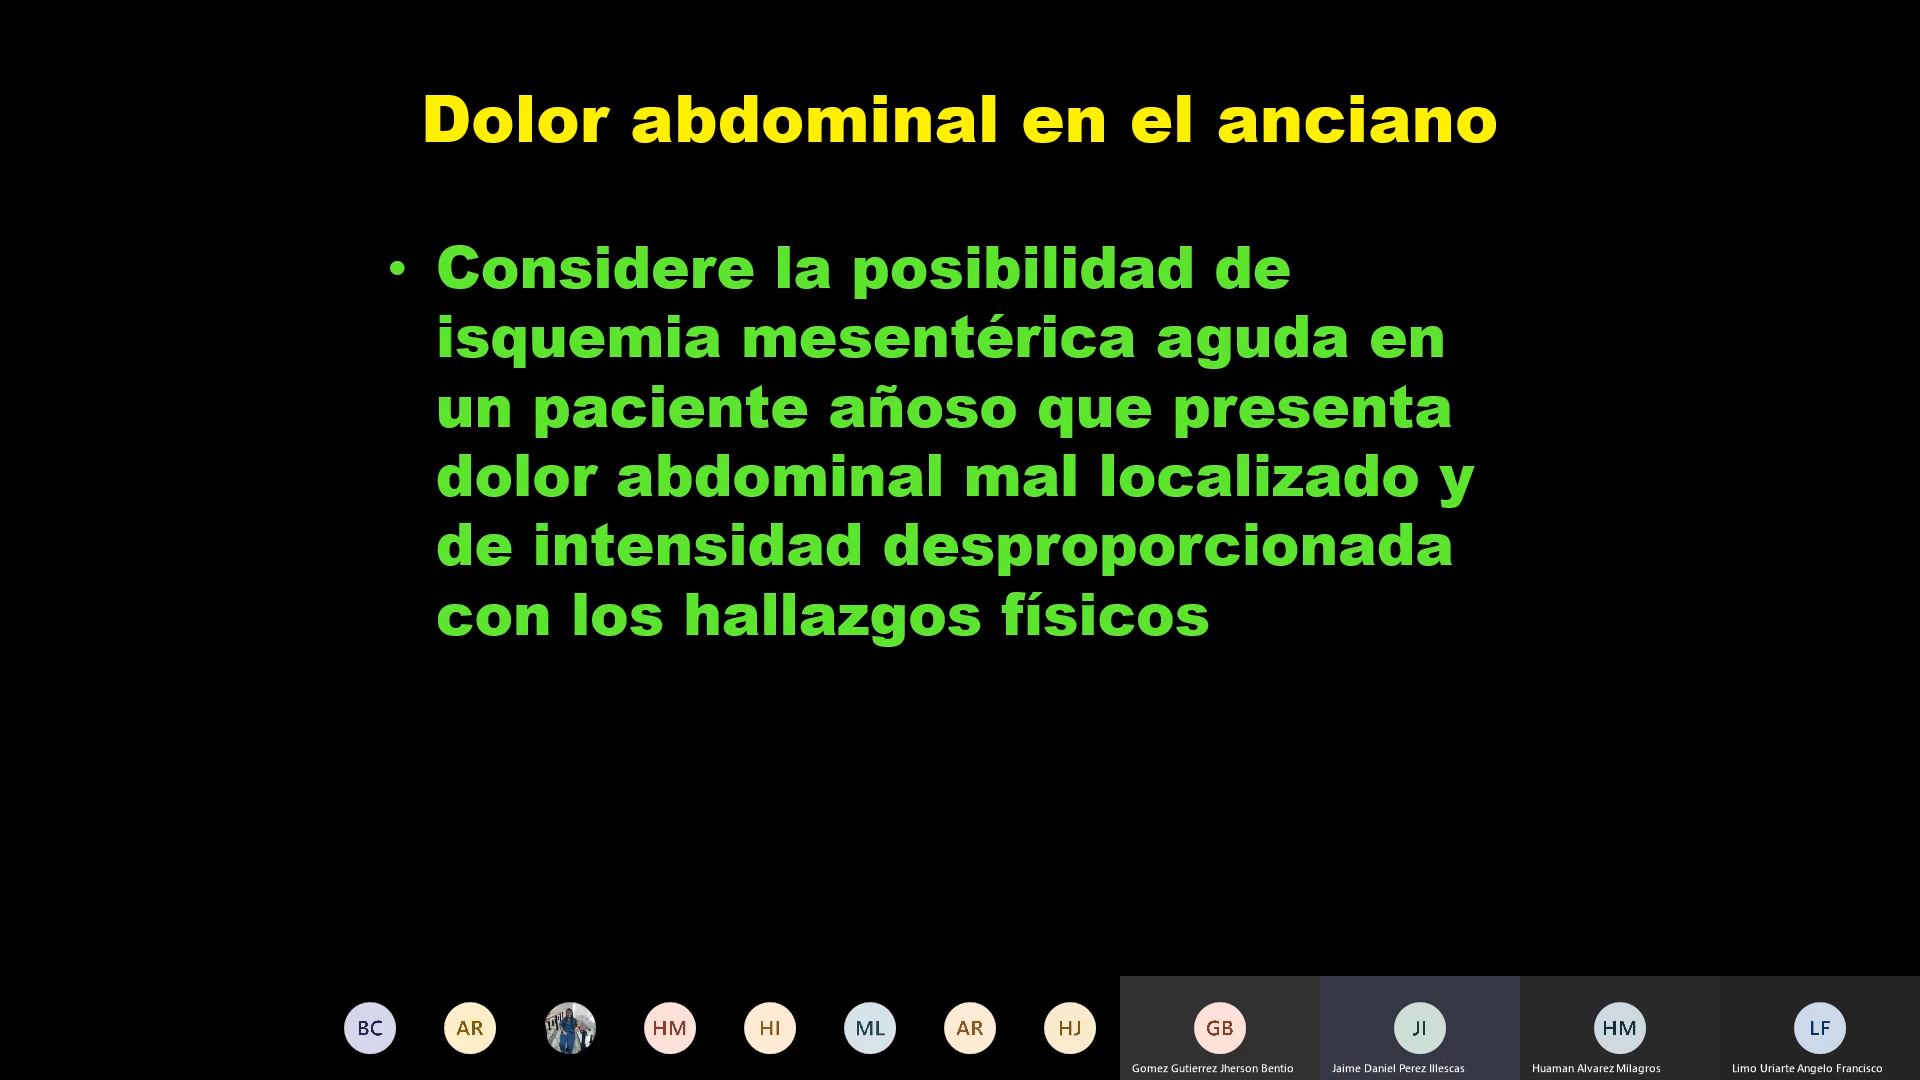 Dolor abdominal en el anciano
• Considere la posibilidad de
isquemia mesentérica aguda en
un paciente añoso que presenta
dolor abdominal mal localizado y
de intensidad desproporcionada
con los hallazgos físicos
BC
AR
HM
HI
ML
AR
HJ
GB
JI
HM
LF
Gomez Gutierrez Jherson Bentio
Jaime Daniel Perez Illescas
Huaman Alvarez Milagros
Limo Uriarte Angelo Francisco